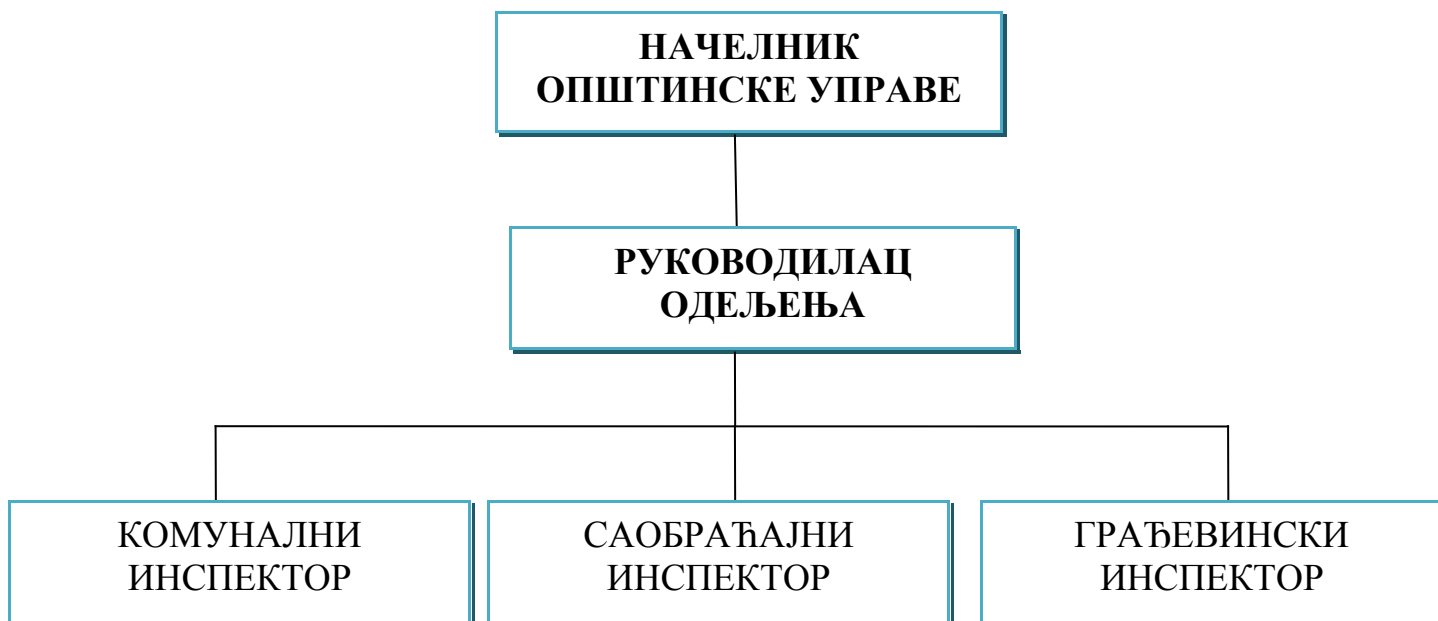 НАЧЕЛНИК
ОПШТИНСКЕ УПРАВЕ
РУКОВОДИЛАЦ
ОДЕЉЕЊА
КОМУНАЛНИ
ИНСПЕКТОР
САОБРАЋАЈНИ
ИНСПЕКТОР
ГРАЂЕВИНСКИ
ИНСПЕКТОР